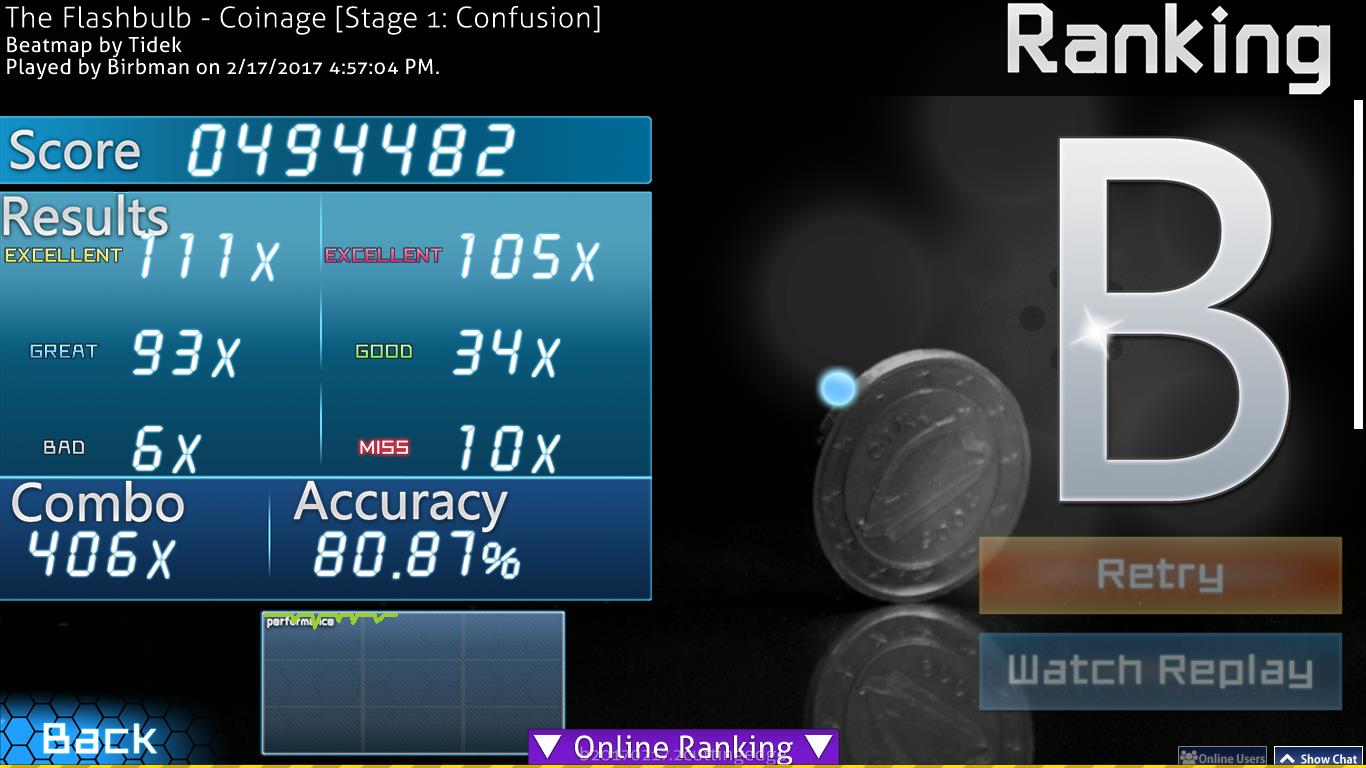 The Flashbulb - Coinage [Stage 1: Confusion]
Beatmap by Tidek
Played by Birbman on 2/17/2017 4:57:04 PM.
Ranking
Score 0494482
Results
EXCELLENT 111x EXCELLENT 105x
GREAT 93x GOOD 34x
BAD 6x MISS 10x
Combo Accuracy
406x 80.87%
B
Retry
Watch Replay
performance
Back
▼ Online Ranking ▼
Online Users Show Chat